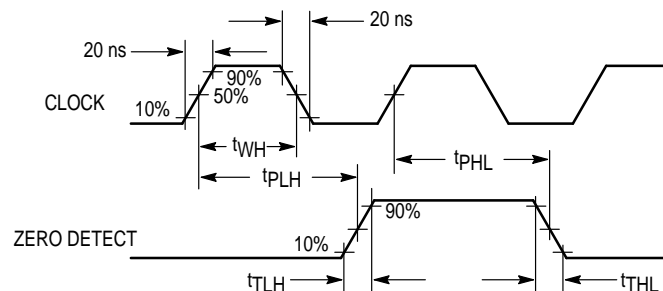 20 ns
20 ns
90%
50%
CLOCK
10%
tWH
tPLH
tPHL
90%
ZERO DETECT
10%
tTLH
tTHL